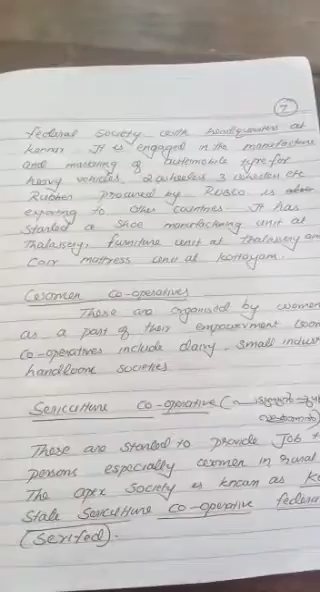 7
federal Society with headquarters at
kannur It is engaged in the manufacture
and marketing of automobile tyre for
heavy vehicles, 2 wheelers 3 wheelers etc
Rubber procured by Rubco is also
exporting to other countries. It has
started a Shoe manufacturing unit at
Thalassery, furniture unit at thalassery an
Coir mattress unit at kottayam.
Women Co-operatives
These are organised by women
as a part of their empowerment
Co-operatives include dairy, small indus
handloom societies
Sericulture Co-operative (
These are started to provide Job t
persons especially women in rural
The apex Society is known as Ke
State Sericulture Co-operative federa
(Serifed).